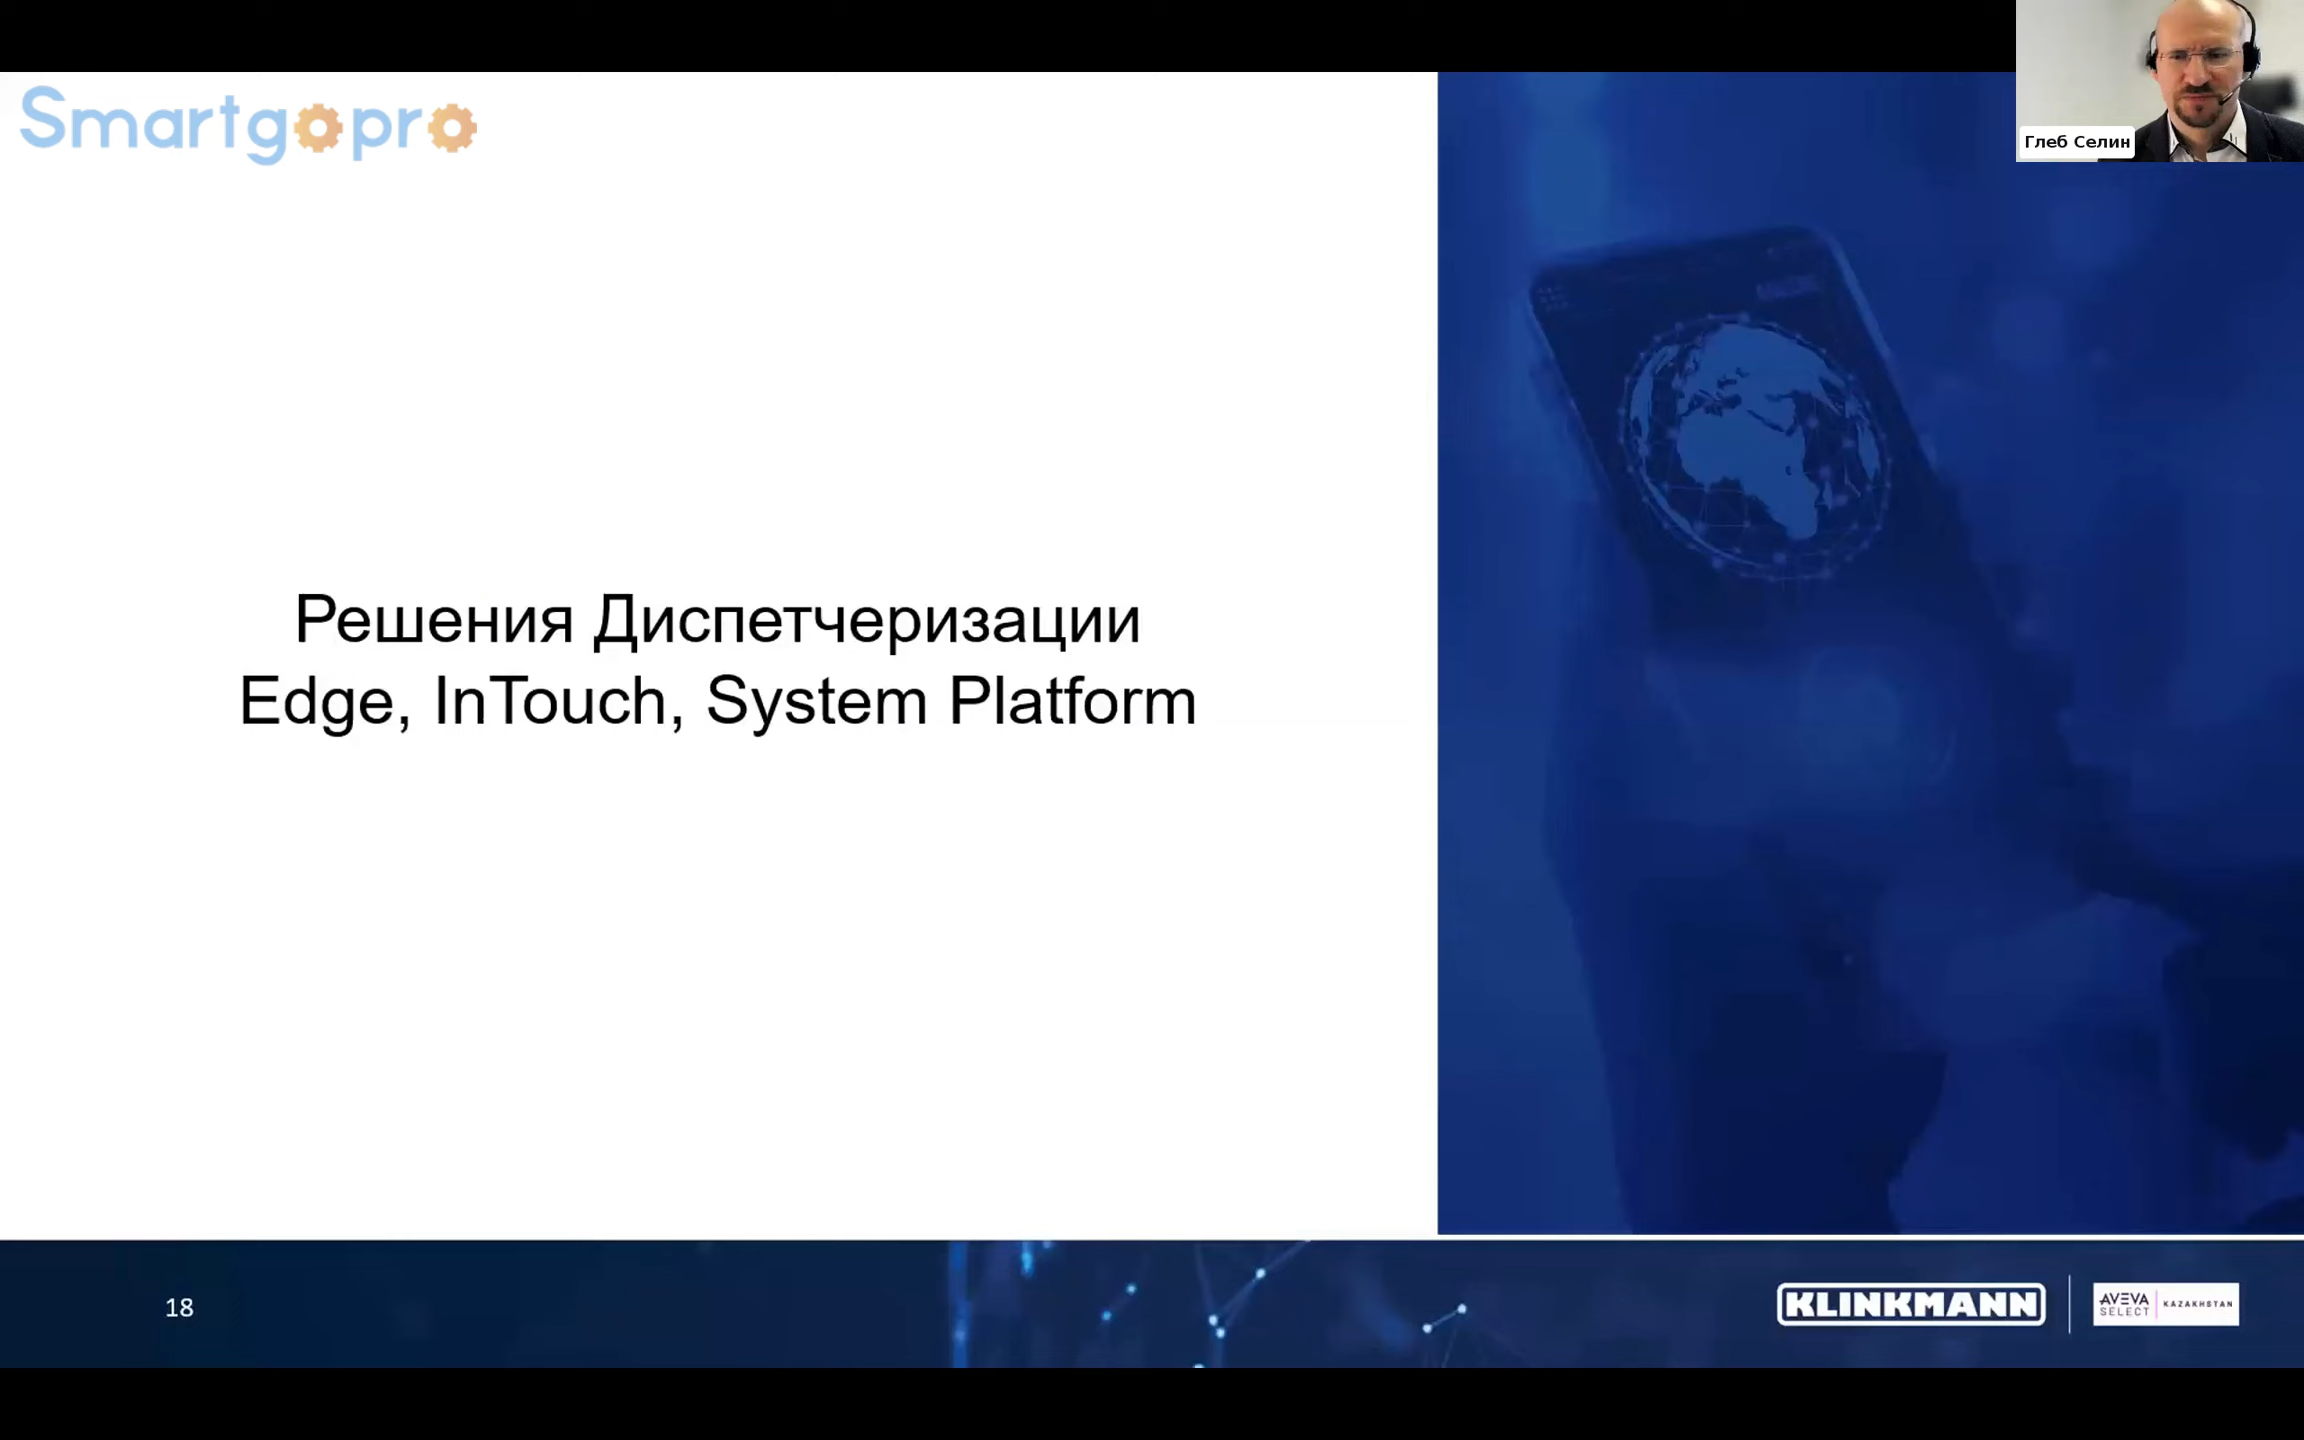 Smartgopro
Глеб Селин
Решения Диспетчеризации
Edge, InTouch, System Platform
18
KLINKMANN
AVEVA
SELECT
KAZAKHSTAN